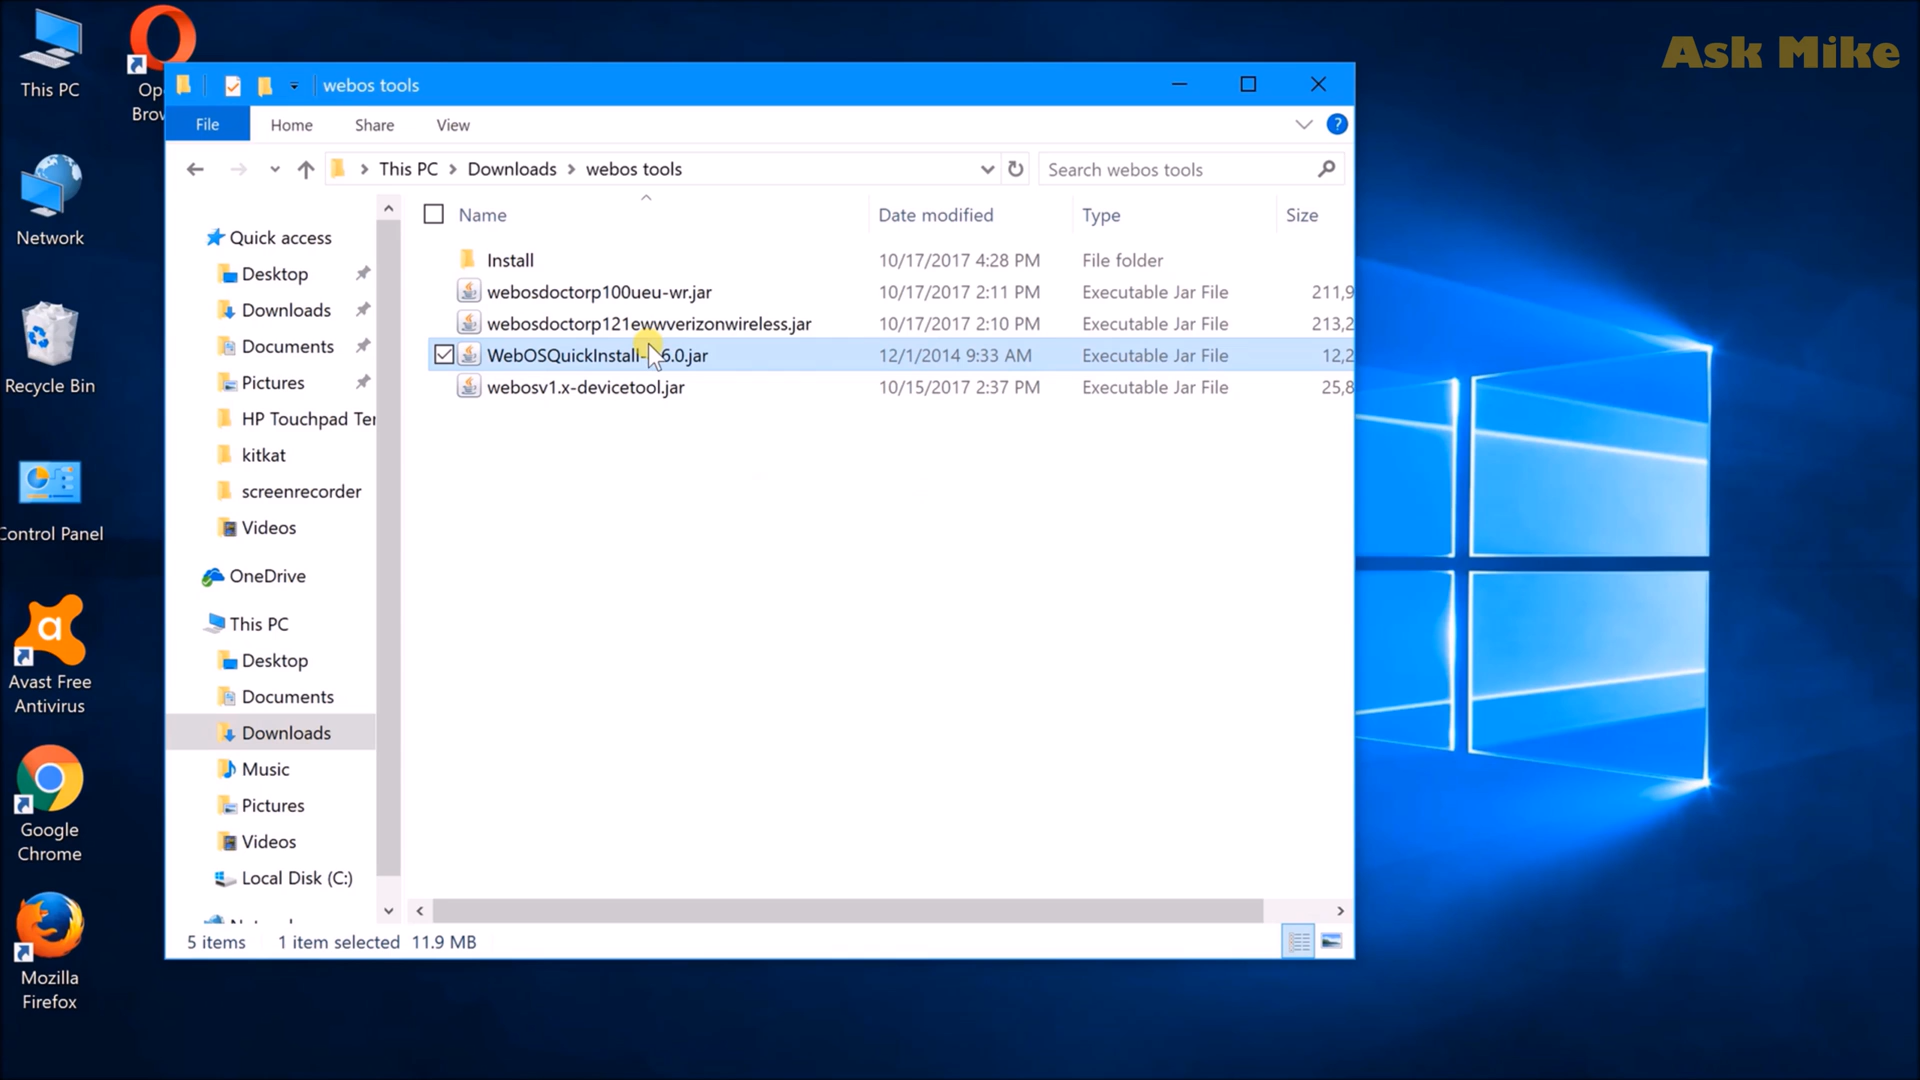 Ask Mike
This PC
Network
Recycle Bin
Control Panel
Avast Free
Antivirus
Google
Chrome
Mozilla
Firefox
webos tools
File Home Share View
This PC Downloads webos tools
Search webos tools
Name Date modified Type Size
Install 10/17/2017 4:28 PM File folder
webosdoctorp100ueu-wr.jar 10/17/2017 2:11 PM Executable Jar File 211,9
webosdoctorp121ewwverizonwireless.jar 10/17/2017 2:10 PM Executable Jar File 213,2
WebOSQuickInstall- 6.0.jar 12/1/2014 9:33 AM Executable Jar File 12,2
webosv1.x-devicetool.jar 10/15/2017 2:37 PM Executable Jar File 25,8
Quick access
Desktop
Downloads
Documents
Pictures
HP Touchpad Ter
kitkat
screenrecorder
Videos
OneDrive
This PC
Desktop
Documents
Downloads
Music
Pictures
Videos
Local Disk (C:)
5 items 1 item selected 11.9 MB